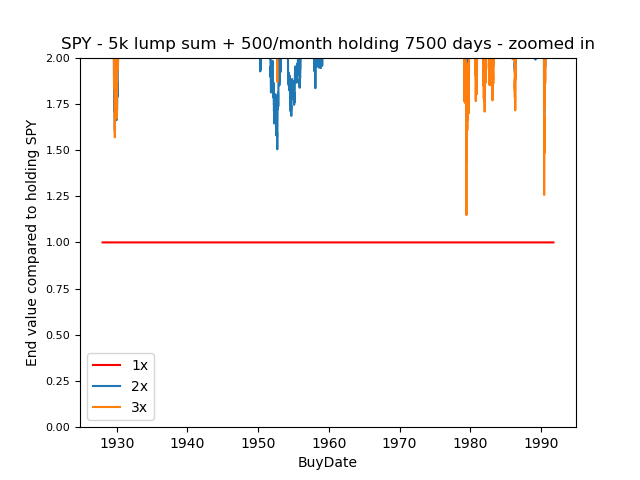 SPY - 5k lump sum + 500/month holding 7500 days - zoomed in
End value compared to holding SPY
2.00
1.75
1.50
1.25
1.00
0.75
0.50
0.25
0.00
1x
2x
3x
1930 1940 1950 1960 1970 1980 1990
BuyDate